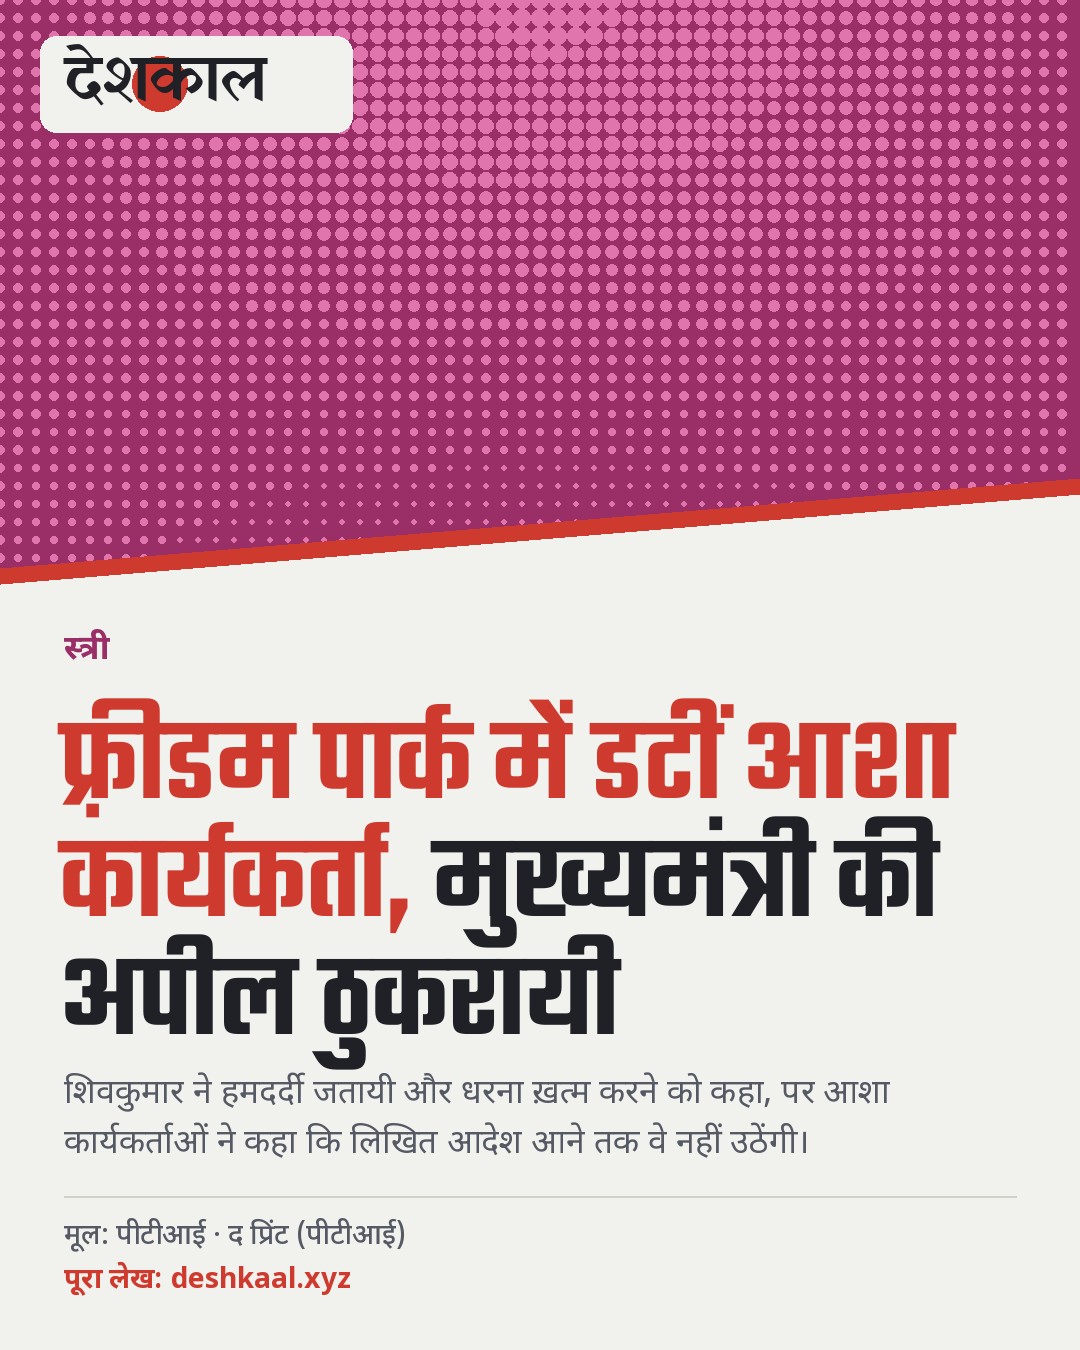 देशकाल
स्त्री
फ़्रीडम पार्क में डटीं आशा
कार्यकर्ता, मुख्यमंत्री की
अपील ठुकरायी
शिवकुमार ने हमदर्दी जतायी और धरना ख़त्म करने को कहा, पर आशा
कार्यकर्ताओं ने कहा कि लिखित आदेश आने तक वे नहीं उठेंगी।
मूल: पीटीआई · द प्रिंट (पीटीआई)
पूरा लेख: deshkaal.xyz